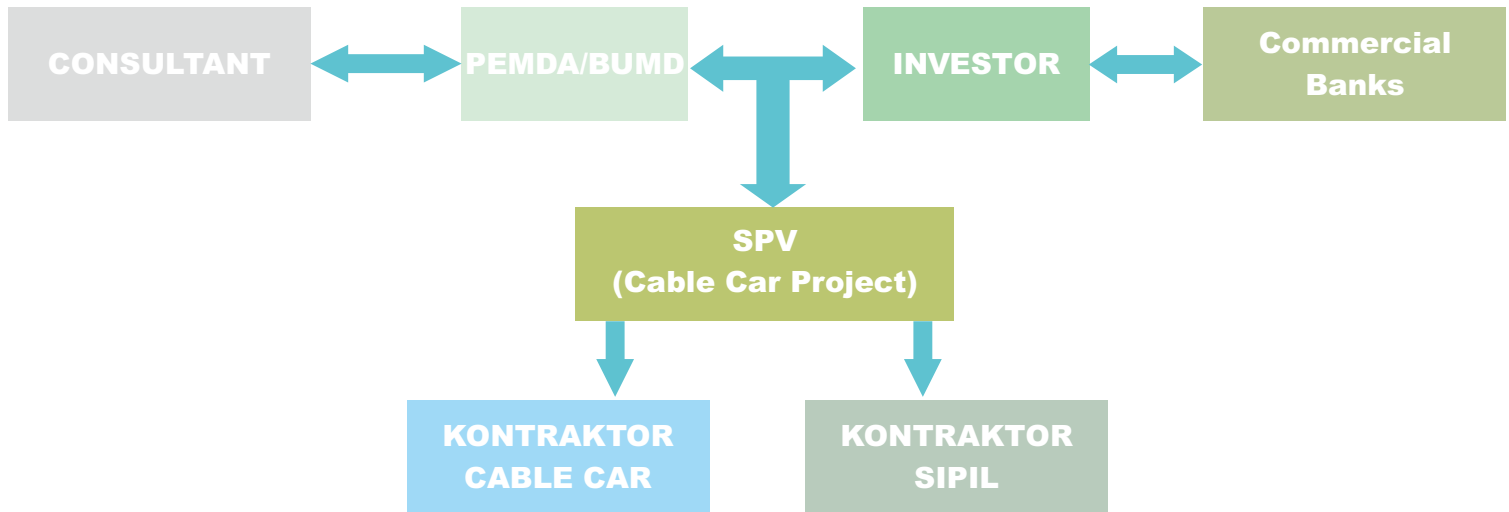 CONSULTANT
PEMDA/BUMD
INVESTOR
Commercial
Banks
SPV
(Cable Car Project)
KONTRAKTOR
CABLE CAR
KONTRAKTOR
SIPIL